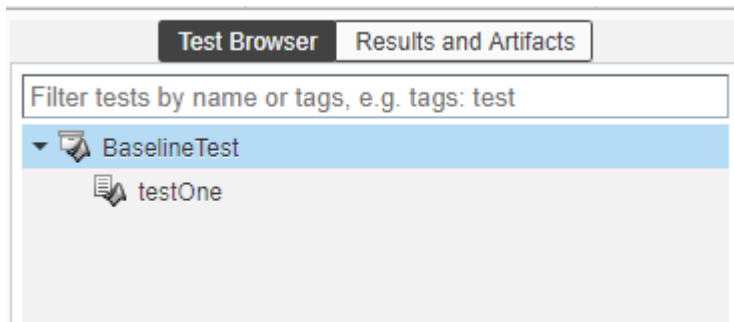 Test Browser Results and Artifacts
Filter tests by name or tags, e.g. tags: test
BaselineTest
testOne